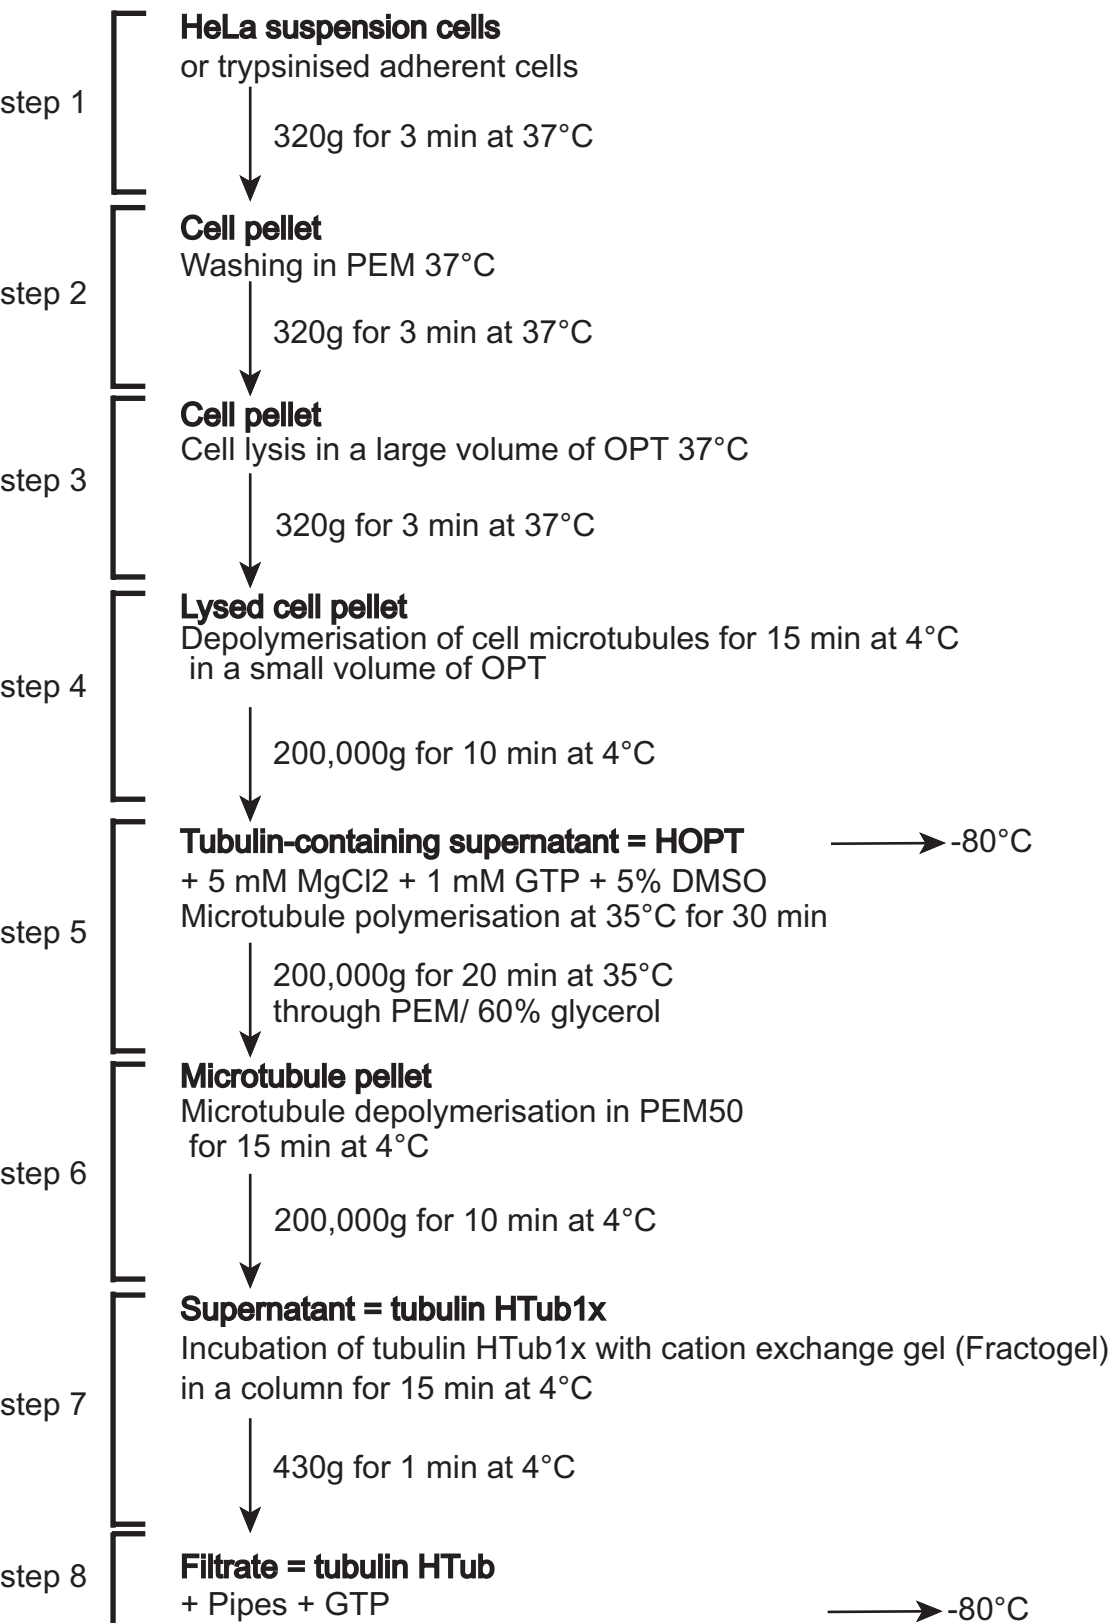 step 1
HeLa suspension cells
or trypsinised adherent cells
320g for 3 min at 37°C
step 2
Cell pellet
Washing in PEM 37°C
320g for 3 min at 37°C
step 3
Cell pellet
Cell lysis in a large volume of OPT 37°C
320g for 3 min at 37°C
step 4
Lysed cell pellet
Depolymerisation of cell microtubules for 15 min at 4°C
in a small volume of OPT
200,000g for 10 min at 4°C
step 5
Tubulin-containing supernatant = HOPT
-80°C
+ 5 mM MgCl2 + 1 mM GTP + 5% DMSO
Microtubule polymerisation at 35°C for 30 min
200,000g for 20 min at 35°C
through PEM/ 60% glycerol
step 6
Microtubule pellet
Microtubule depolymerisation in PEM50
for 15 min at 4°C
200,000g for 10 min at 4°C
step 7
Supernatant = tubulin HTub1x
Incubation of tubulin HTub1x with cation exchange gel (Fractogel)
in a column for 15 min at 4°C
430g for 1 min at 4°C
step 8
Filtrate = tubulin HTub
+ Pipes + GTP
-80°C